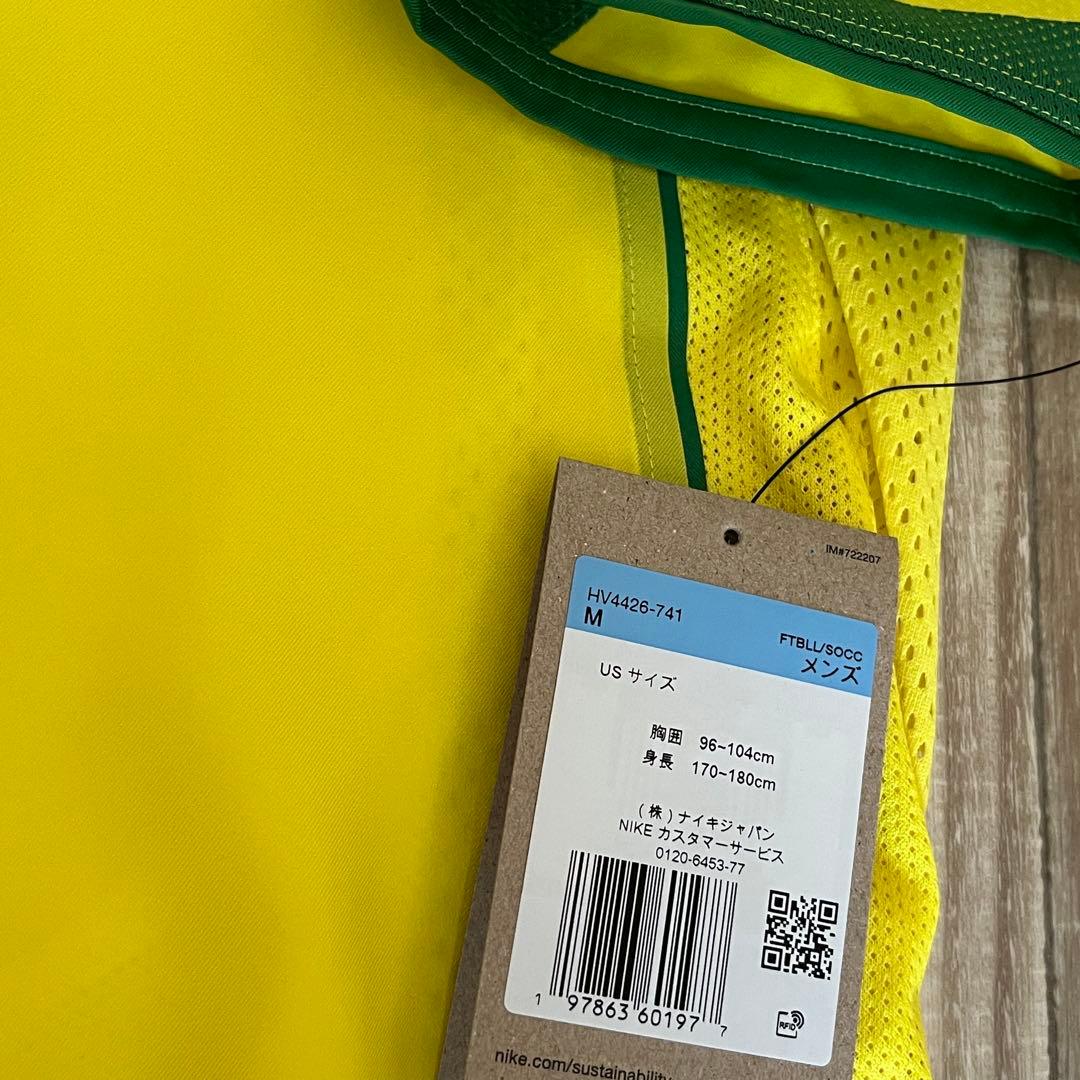 IM#722207
HV4426-741
M
FTBLL/SOCC
メンズ
US サイズ
胸囲 96-104cm
身長 170-180cm
(株)ナイキジャパン
NIKE カスタマーサービス
0120-6453-77
1 97863 60197 7
RFID
nike.com/sustainability